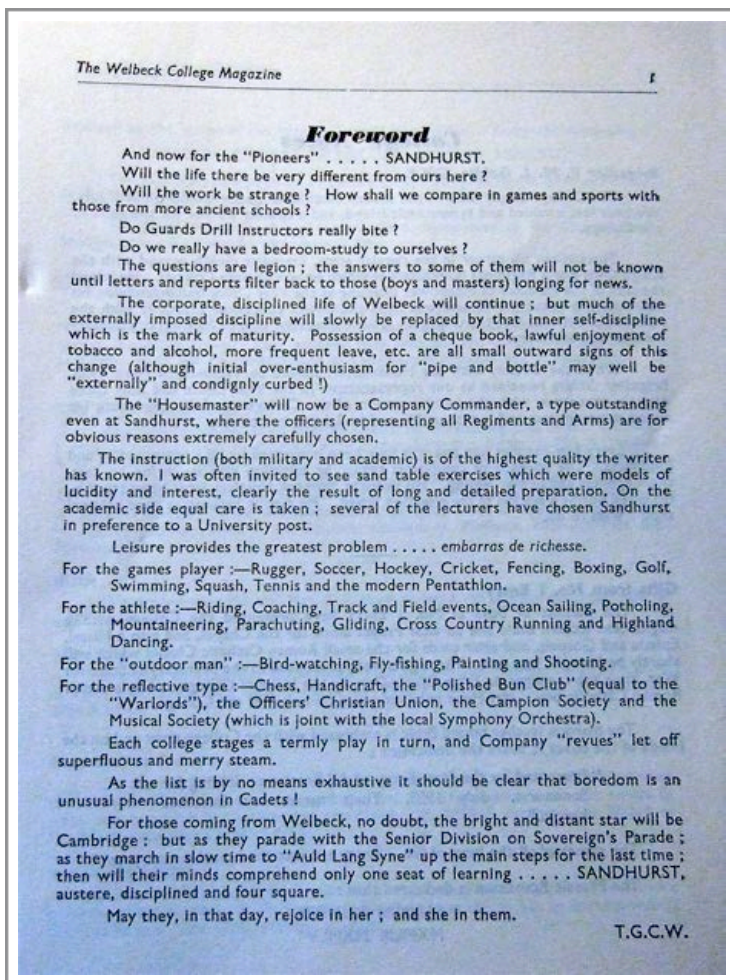 The Welbeck College Magazine 1
Foreword
And now for the "Pioneers" . . . . . SANDHURST.
Will the life there be very different from ours here ?
Will the work be strange ? How shall we compare in games and sports with
those from more ancient schools ?
Do Guards Drill Instructors really bite ?
Do we really have a bedroom-study to ourselves ?
The questions are legion ; the answers to some of them will not be known
until letters and reports filter back to those (boys and masters) longing for news.
The corporate, disciplined life of Welbeck will continue ; but much of the
externally imposed discipline will slowly be replaced by that inner self-discipline
which is the mark of maturity. Possession of a cheque book, lawful enjoyment of
tobacco and alcohol, more frequent leave, etc. are all small outward signs of this
change (although initial over-enthusiasm for "pipe and bottle" may well be
"externally" and condignly curbed !)
The "Housemaster" will now be a Company Commander, a type outstanding
even at Sandhurst, where the officers (representing all Regiments and Arms) are for
obvious reasons extremely carefully chosen.
The instruction (both military and academic) is of the highest quality the writer
has known. I was often invited to see sand table exercises which were models of
lucidity and interest, clearly the result of long and detailed preparation. On the
academic side equal care is taken ; several of the lecturers have chosen Sandhurst
in preference to a University post.
Leisure provides the greatest problem . . . . . embarras de richesse.
For the games player :—Rugger, Soccer, Hockey, Cricket, Fencing, Boxing, Golf,
Swimming, Squash, Tennis and the modern Pentathlon.
For the athlete :—Riding, Coaching, Track and Field events, Ocean Sailing, Potholing,
Mountaineering, Parachuting, Gliding, Cross Country Running and Highland
Dancing.
For the "outdoor man" :—Bird-watching, Fly-fishing, Painting and Shooting.
For the reflective type :—Chess, Handicraft, the "Polished Bun Club" (equal to the
"Warlords"), the Officers' Christian Union, the Campion Society and the
Musical Society (which is joint with the local Symphony Orchestra).
Each college stages a termly play in turn, and Company "revues" let off
superfluous and merry steam.
As the list is by no means exhaustive it should be clear that boredom is an
unusual phenomenon in Cadets !
For those coming from Welbeck, no doubt, the bright and distant star will be
Cambridge : but as they parade with the Senior Division on Sovereign's Parade ;
as they march in slow time to "Auld Lang Syne" up the main steps for the last time ;
then will their minds comprehend only one seat of learning . . . . . SANDHURST,
austere, disciplined and four square.
May they, in that day, rejoice in her ; and she in them.
T.G.C.W.